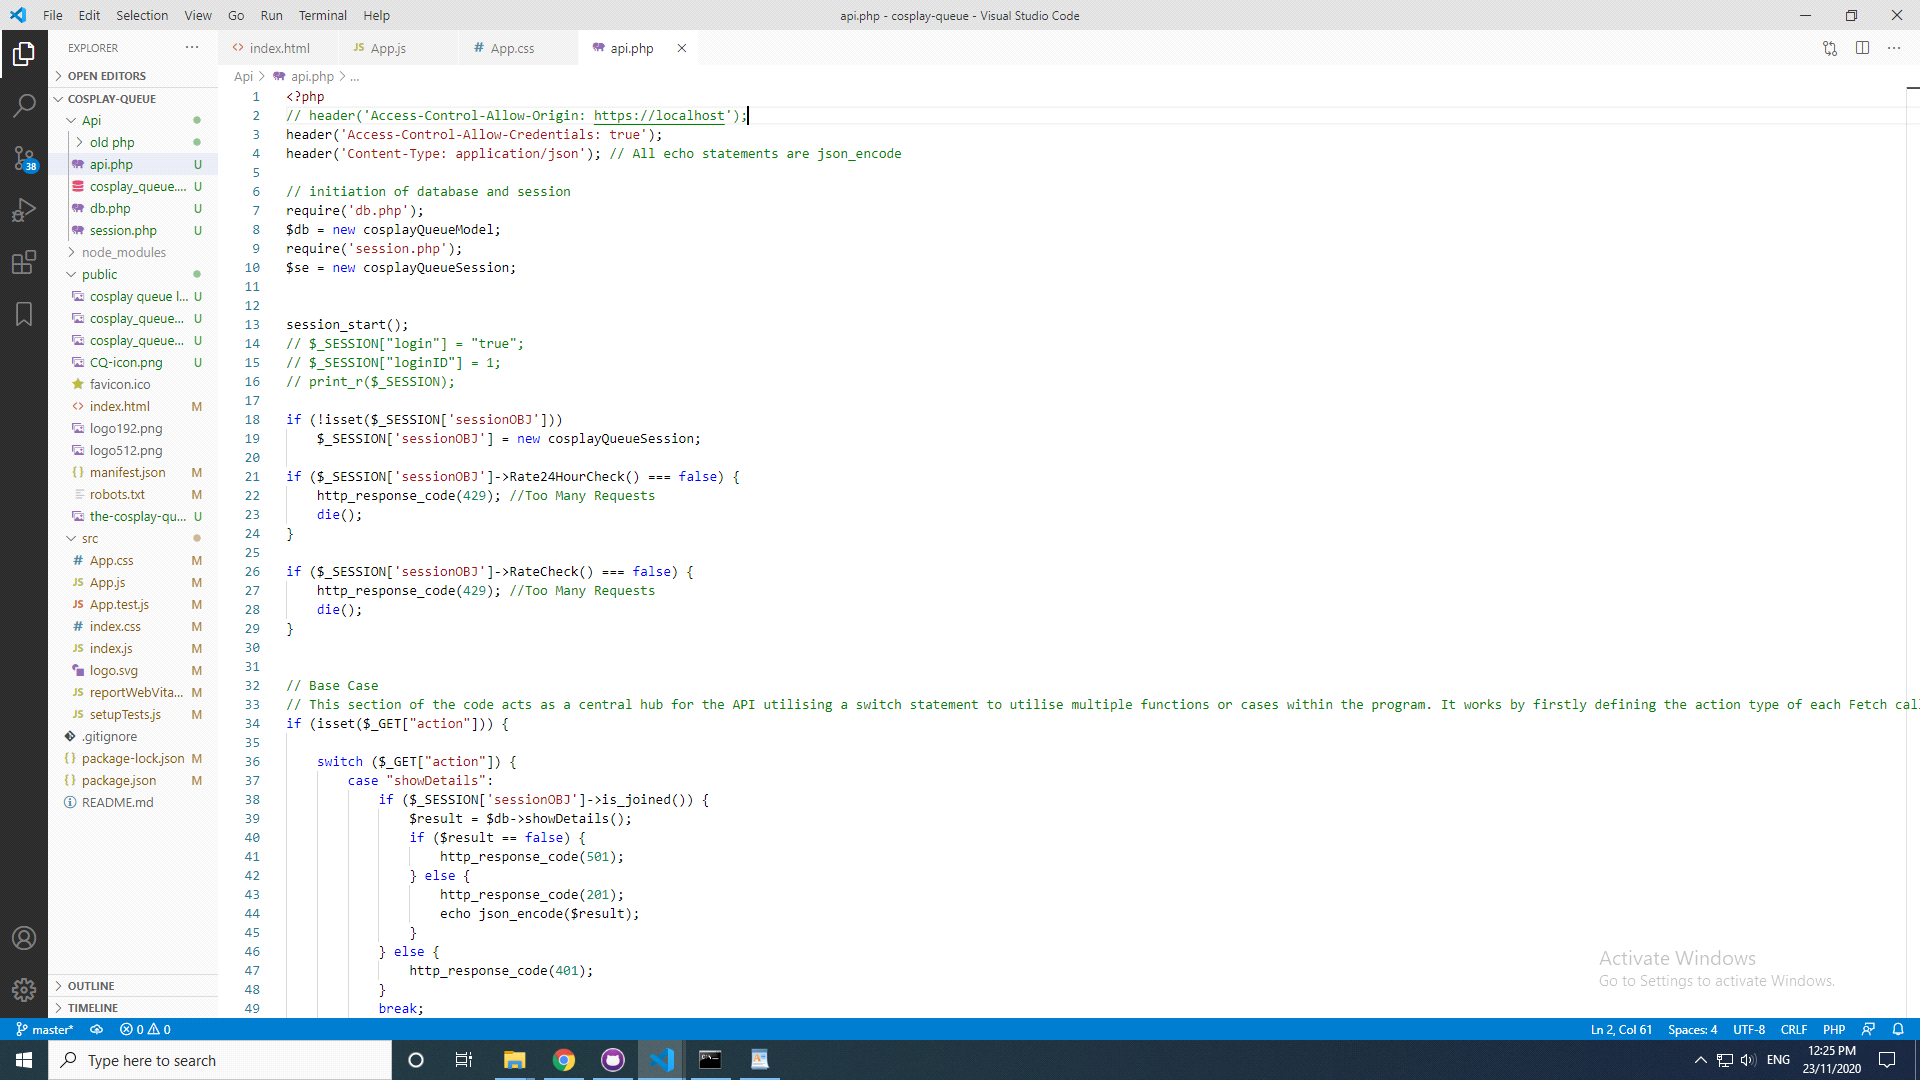 File Edit Selection View Go Run Terminal Help
api.php - cosplay-queue - Visual Studio Code
EXPLORER
OPEN EDITORS
COSPLAY-QUEUE
Api
old php
api.php U
cosplay_queue.... U
db.php U
session.php U
node_modules
public
cosplay queue l... U
cosplay_queue... U
cosplay_queue... U
CQ-icon.png U
favicon.ico
index.html M
logo192.png
logo512.png
manifest.json M
robots.txt M
the-cosplay-qu... U
src
App.css M
App.js M
App.test.js M
index.css M
index.js M
logo.svg M
reportWebVita... M
setupTests.js M
.gitignore
package-lock.json M
package.json M
README.md
OUTLINE
TIMELINE
38
index.html
JS App.js
# App.css
api.php
Api > api.php > ...
1 <?php
2 // header('Access-Control-Allow-Origin: https://localhost');
3 header('Access-Control-Allow-Credentials: true');
4 header('Content-Type: application/json'); // All echo statements are json_encode
5
6 // initiation of database and session
7 require('db.php');
8 $db = new cosplayQueueModel;
9 require('session.php');
10 $se = new cosplayQueueSession;
11
12
13 session_start();
14 // $_SESSION["login"] = "true";
15 // $_SESSION["loginID"] = 1;
16 // print_r($_SESSION);
17
18 if (!isset($_SESSION['sessionOBJ']))
19 $_SESSION['sessionOBJ'] = new cosplayQueueSession;
20
21 if ($_SESSION['sessionOBJ']->Rate24HourCheck() === false) {
22 http_response_code(429); //Too Many Requests
23 die();
24 }
25
26 if ($_SESSION['sessionOBJ']->RateCheck() === false) {
27 http_response_code(429); //Too Many Requests
28 die();
29 }
30
31
32 // Base Case
33 // This section of the code acts as a central hub for the API utilising a switch statement to utilise multiple functions or cases within the program. It works by firstly defining the action type of each Fetch cal
34 if (isset($_GET["action"])) {
35
36 switch ($_GET["action"]) {
37 case "showDetails":
38 if ($_SESSION['sessionOBJ']->is_joined()) {
39 $result = $db->showDetails();
40 if ($result == false) {
41 http_response_code(501);
42 } else {
43 http_response_code(201);
44 echo json_encode($result);
45 }
46 } else {
47 http_response_code(401);
48 }
49 break;
Activate Windows
Go to Settings to activate Windows.
master* 0 0
Ln 2, Col 61 Spaces: 4 UTF-8 CRLF PHP
Type here to search
ENG
12:25 PM
23/11/2020